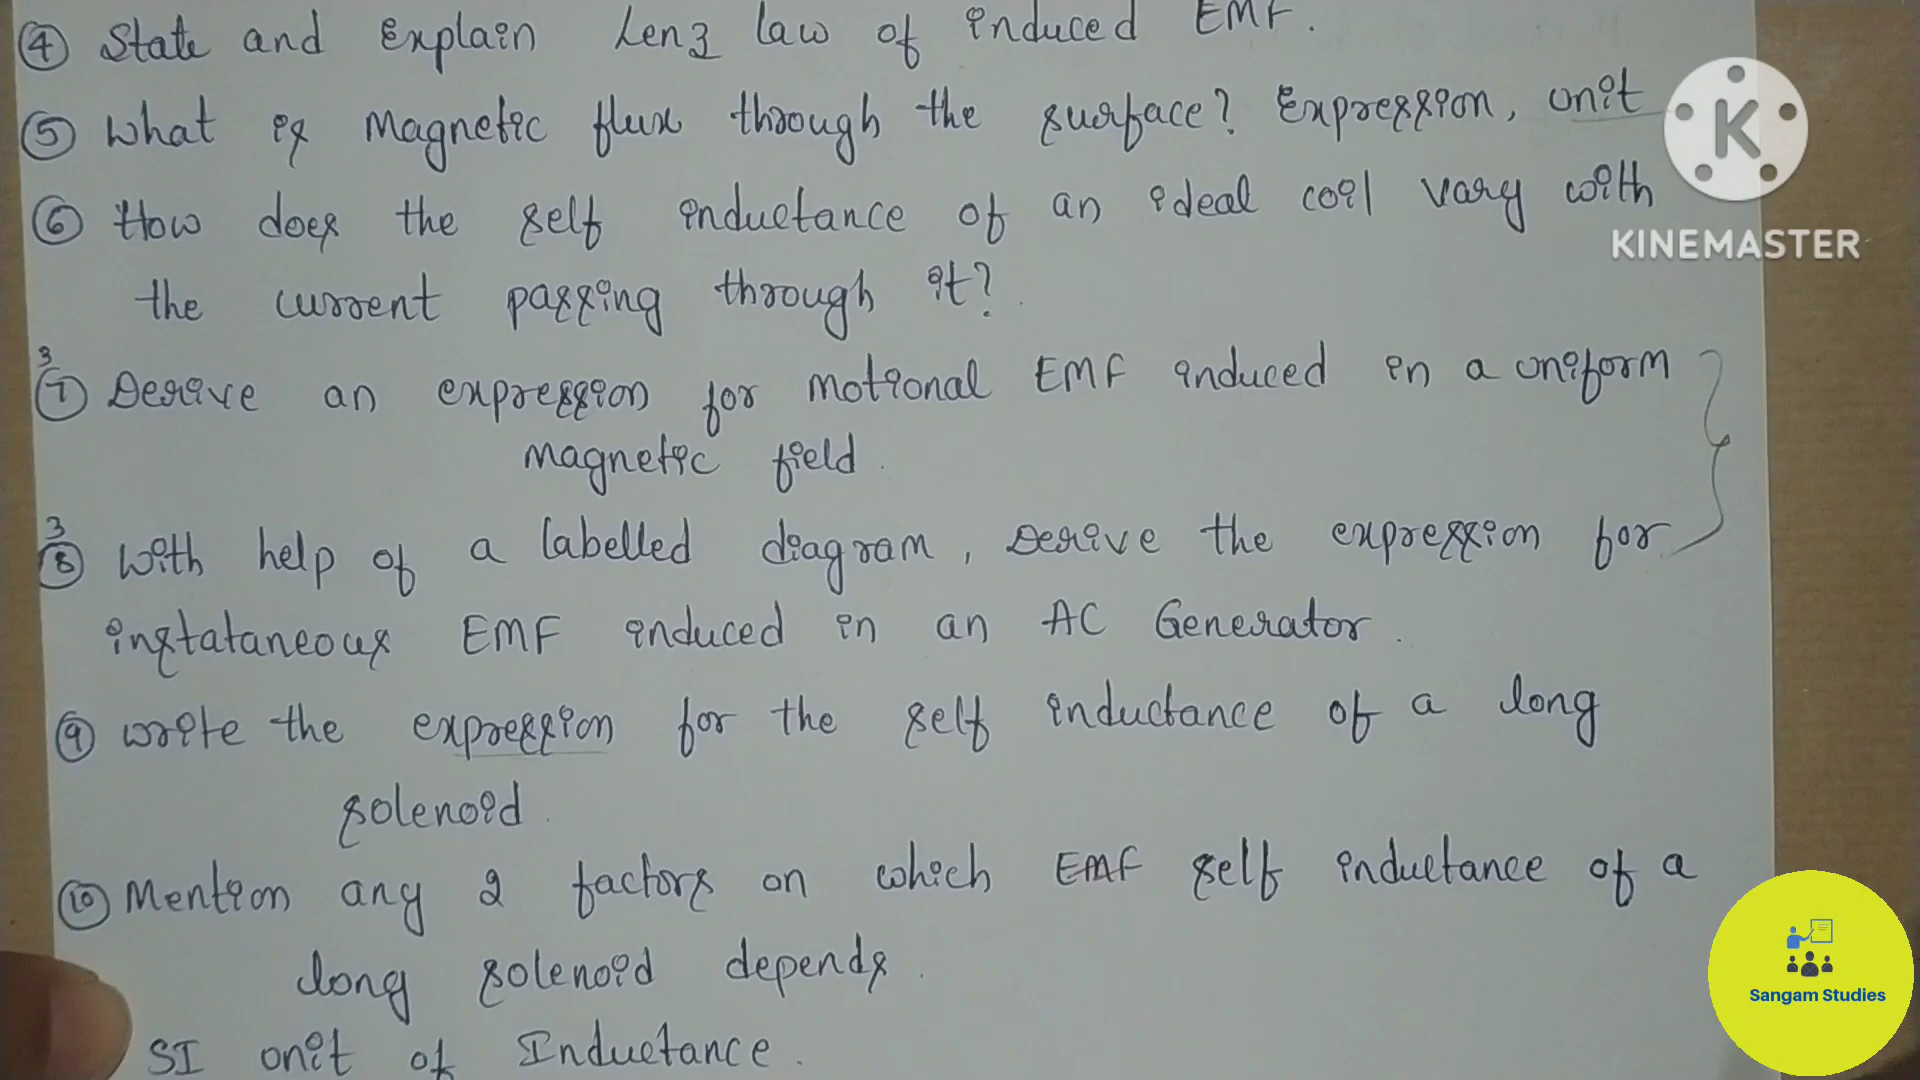 ④ State and Explain Lenz law of induced EMF.
⑤ What is Magnetic flux through the surface? Expression, unit
⑥ How does the self inductance of an ideal coil vary with
the current passing through it?
3
⑦ Derive an expression for motional EMF induced in a uniform
magnetic field.
3
⑧ With help of a labelled diagram, Derive the expression for
instataneous EMF induced in an AC Generator.
⑨ write the expression for the self inductance of a long
solenoid.
⑩ Mention any 2 factors on which EMF self inductance of a
long solenoid depends.
SI unit of Inductance.
K
KINEMASTER
Sangam Studies